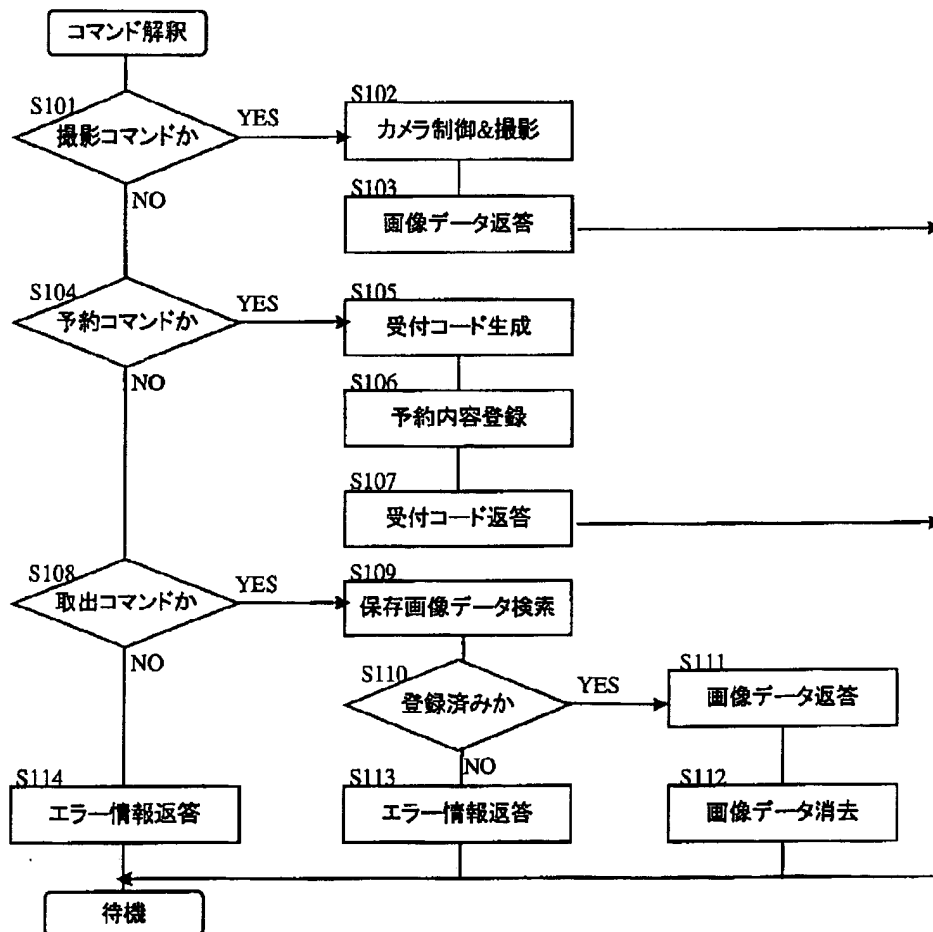 コマンド解釈
S101
撮影コマンドか
YES
NO
S102
カメラ制御&撮影
S103
画像データ返答
S104
予約コマンドか
YES
NO
S105
受付コード生成
S106
予約内容登録
S107
受付コード返答
S108
取出コマンドか
YES
NO
S109
保存画像データ検索
S110
登録済みか
YES
NO
S111
画像データ返答
S112
画像データ消去
S113
エラー情報返答
S114
エラー情報返答
待機